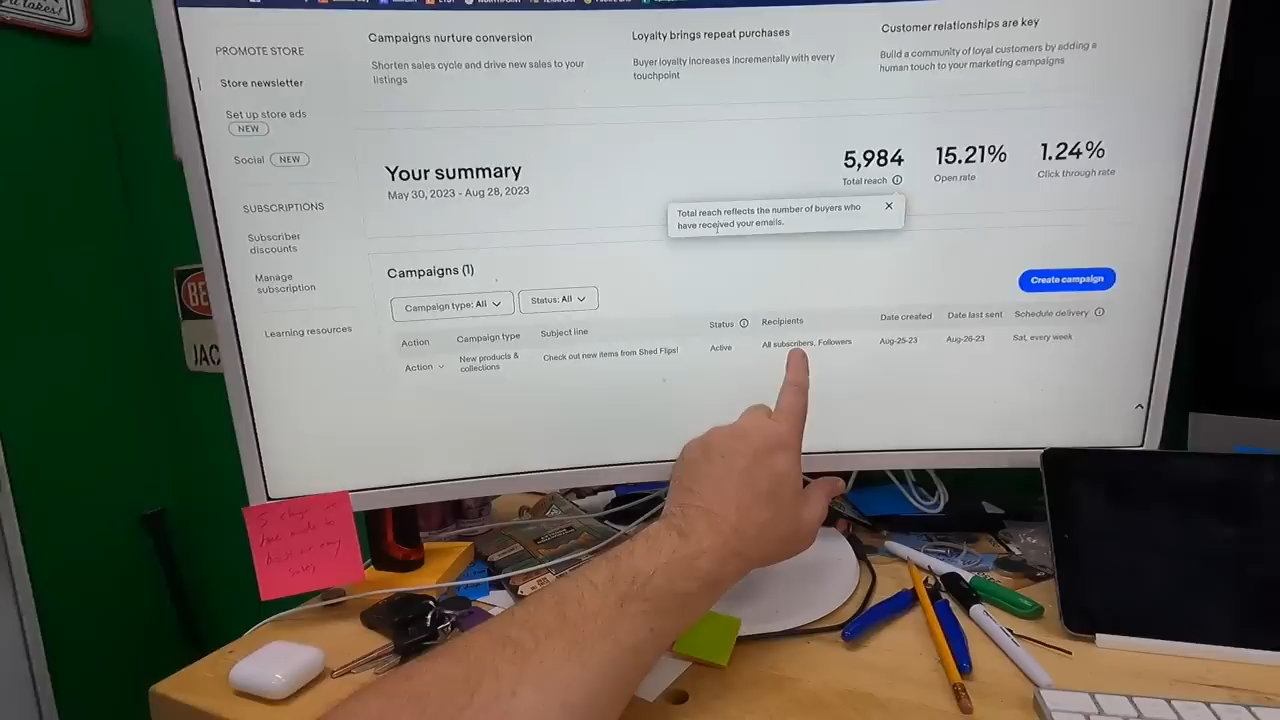 takes!
ETSY
NORTHPOINT
PROMOTE STORE
Store newsletter
Set up store ads
NEW
Social NEW
SUBSCRIPTIONS
Subscriber
discounts
Manage
subscription
Learning resources
Campaigns nurture conversion
Shorten sales cycle and drive new sales to your
listings
Loyalty brings repeat purchases
Buyer loyalty increases incrementally with every
touchpoint
Customer relationships are key
Build a community of loyal customers by adding a
human touch to your marketing campaigns
Your summary
May 30, 2023 - Aug 28, 2023
5,984
Total reach
15.21%
Open rate
1.24%
Click through rate
Total reach reflects the number of buyers who
have received your emails.
Campaigns (1)
Create campaign
Campaign type: All
Status: All
Action Campaign type Subject line Status Recipients Date created Date last sent Schedule delivery
Action New products &
collections Check out new items from Shed Flips! Active All subscribers, Followers Aug-25-23 Aug-26-23 Sat, every week
BE
JAC
5
sales